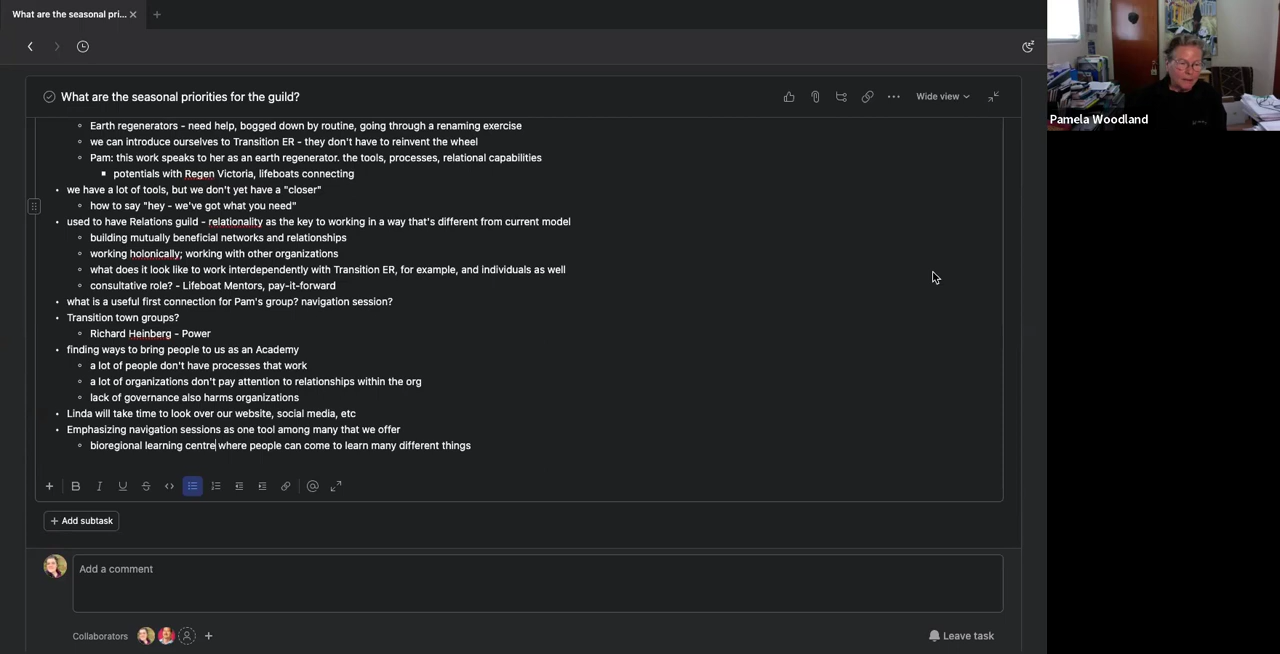 What are the seasonal pri...
What are the seasonal priorities for the guild?
Wide view
Pamela Woodland
Earth regenerators - need help, bogged down by routine, going through a renaming exercise
we can introduce ourselves to Transition ER - they don't have to reinvent the wheel
Pam: this work speaks to her as an earth regenerator. the tools, processes, relational capabilities
potentials with Regen Victoria, lifeboats connecting
we have a lot of tools, but we don't yet have a "closer"
how to say "hey - we've got what you need"
used to have Relations guild - relationality as the key to working in a way that's different from current model
building mutually beneficial networks and relationships
working holonically; working with other organizations
what does it look like to work interdependently with Transition ER, for example, and individuals as well
consultative role? - Lifeboat Mentors, pay-it-forward
what is a useful first connection for Pam's group? navigation session?
Transition town groups?
Richard Heinberg - Power
finding ways to bring people to us as an Academy
a lot of people don't have processes that work
a lot of organizations don't pay attention to relationships within the org
lack of governance also harms organizations
Linda will take time to look over our website, social media, etc
Emphasizing navigation sessions as one tool among many that we offer
bioregional learning centre where people can come to learn many different things
+ B I U S <> @
+ Add subtask
Add a comment
Collaborators
Leave task